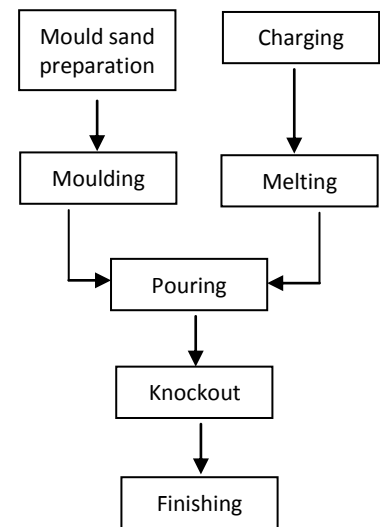 Mould sand
preparation
Charging
Moulding
Melting
Pouring
Knockout
Finishing